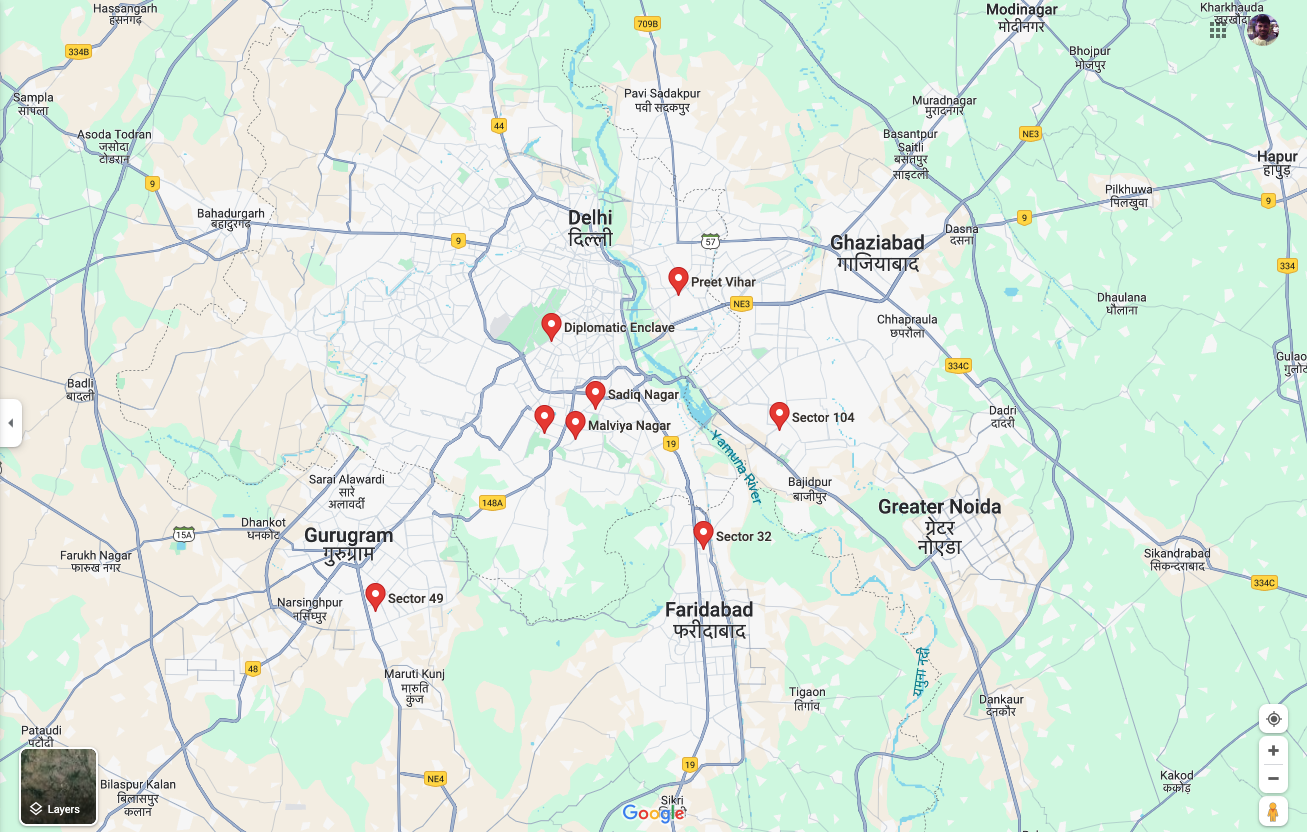 Hassangarh
हसनगढ़
709B
Modinagar
मोदीनगर
Kharkhauda
खरखौदा
334B
Bhojpur
भोजपुर
Sampla
सांपला
Pavi Sadakpur
पवी सदकपुर
Muradnagar
मुरादनगर
44
Asoda Todran
जसोदा
टोडरान
Basantpur
Saitli
बसंतपुर
साइटली
NE3
Hapur
हापुड़
9
Pilkhuwa
पिलखुवा
9
Bahadurgarh
बहादुरगढ़
Delhi
दिल्ली
9
Dasna
दसना
9
57
Ghaziabad
गाजियाबाद
334
Preet Vihar
NE3
Dhaulana
धौलाना
Diplomatic Enclave
Chhapraula
छपरौला
334C
Gulao
Badli
बादली
Sadiq Nagar
Malviya Nagar
Sector 104
Dadri
दादरी
19
Yamuna River
Sarai Alawardi
सारे
अलावर्दी
Bajidpur
बाजीपुर
148A
Greater Noida
ग्रेटर
नोएडा
Dhankot
धनकोट
15A
Gurugram
गुरुग्राम
Sector 32
Farukh Nagar
फारुख नगर
Sikandrabad
सिकन्दराबाद
334C
Sector 49
Narsinghpur
नर्सिंघपुर
Faridabad
फरीदाबाद
48
यमुना नदी
Maruti Kunj
मारुति
कुंज
Tigaon
तिगांव
Dankaur
दनकौर
Pataudi
पटौदी
19
NE4
Bilaspur Kalan
बिलासपुर
कलान
Kakod
ककोड़
Layers
Sikri
Google